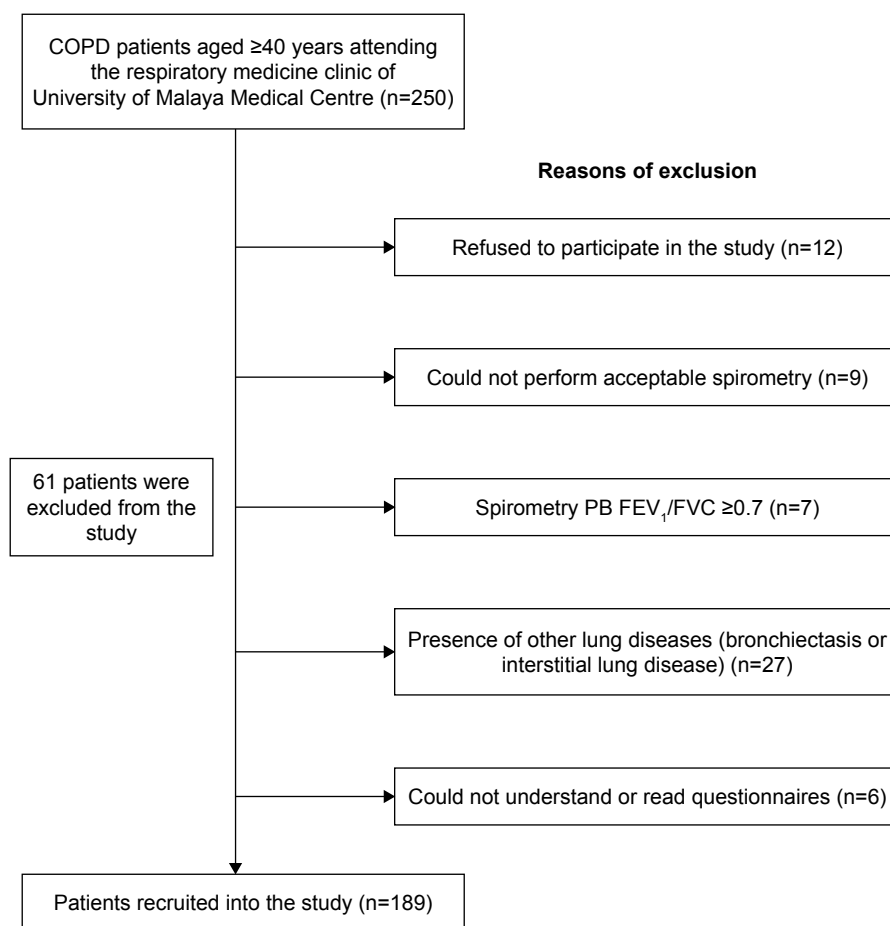 COPD patients aged ≥40 years attending
the respiratory medicine clinic of
University of Malaya Medical Centre (n=250)
Reasons of exclusion
Refused to participate in the study (n=12)
Could not perform acceptable spirometry (n=9)
61 patients were
excluded from the
study
Spirometry PB FEV₁/FVC ≥0.7 (n=7)
Presence of other lung diseases (bronchiectasis or
interstitial lung disease) (n=27)
Could not understand or read questionnaires (n=6)
Patients recruited into the study (n=189)